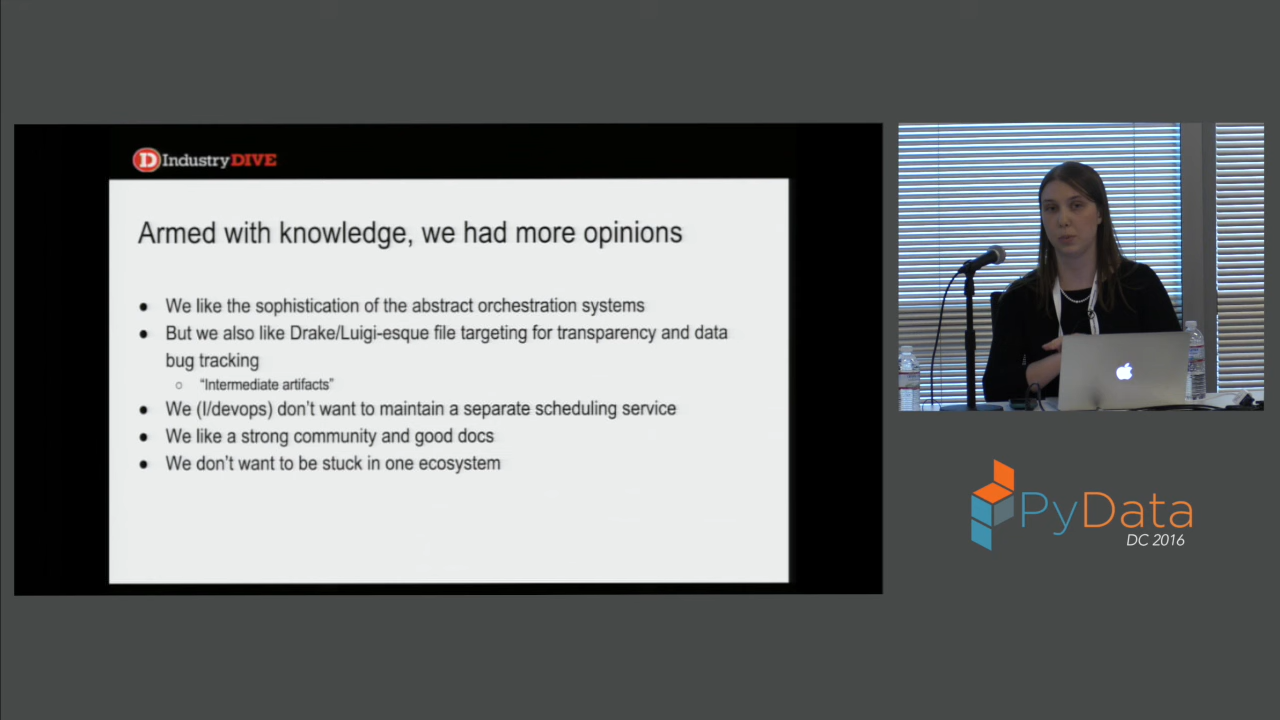 D IndustryDIVE
Armed with knowledge, we had more opinions
● We like the sophistication of the abstract orchestration systems
● But we also like Drake/Luigi-esque file targeting for transparency and data
bug tracking
○ “Intermediate artifacts”
● We (I/devops) don’t want to maintain a separate scheduling service
● We like a strong community and good docs
● We don’t want to be stuck in one ecosystem
PyData
DC 2016